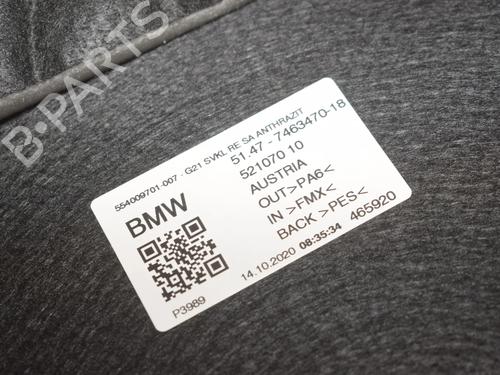 B-PARTS
554009701-007 - G21 SVKL RE SA ANTHRAZIT
51.47 - 7463470-18
521070 10
BMW
AUSTRIA
OUT>PA6<
IN >FMX<
BACK >PES<
14.10.2020 08:35:34 465920
P3989